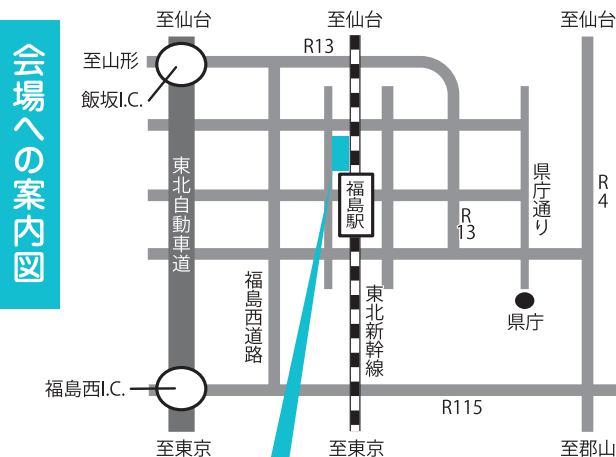 会場への案内図
至仙台
至仙台
至仙台
R13
至山形
飯坂I.C.
東北自動車道
福島駅
県庁通り
R4
R13
福島西道路
東北新幹線
県庁
福島西I.C.
R115
至東京
至東京
至郡山